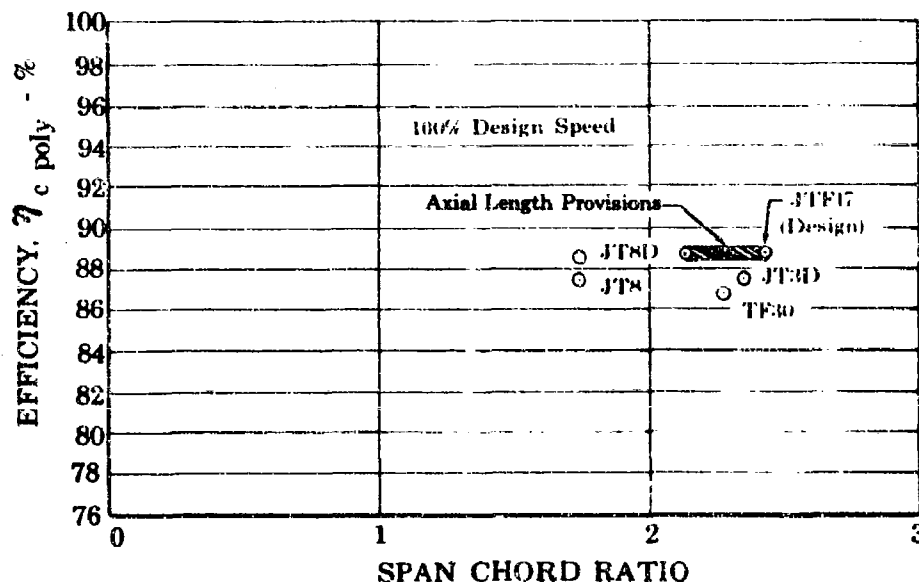 100
98
96
94
92
90
88
86
84
82
80
78
76
EFFICIENCY, η c poly - %
100% Design Speed
Axial Length Provisions
JTF17
(Design)
JT8D
JT8
JT3D
TF30
0
1
2
3
SPAN CHORD RATIO